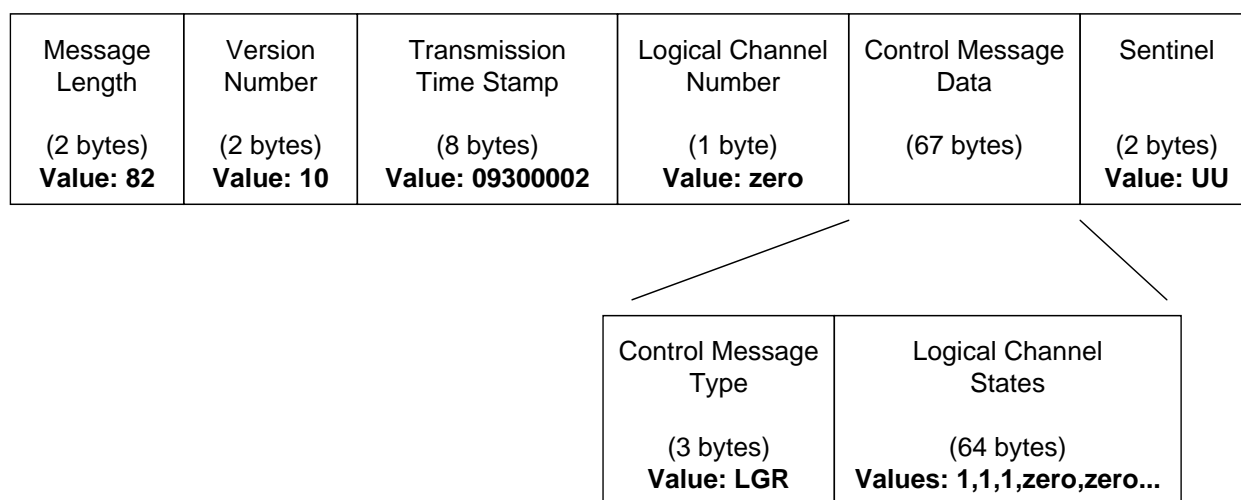 Message Length
(2 bytes)
Value: 82
Version Number
(2 bytes)
Value: 10
Transmission Time Stamp
(8 bytes)
Value: 09300002
Logical Channel Number
(1 byte)
Value: zero
Control Message Data
(67 bytes)
Sentinel
(2 bytes)
Value: UU
Control Message Type
(3 bytes)
Value: LGR
Logical Channel States
(64 bytes)
Values: 1,1,1,zero,zero...